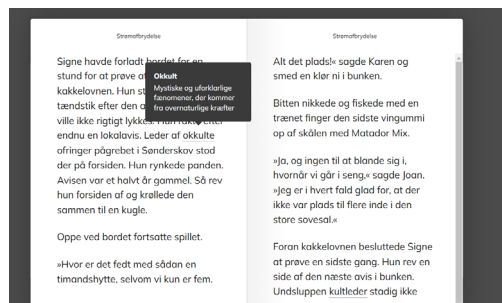 Strømafbrydelse
Signe havde forladt bordet for en
stund for at prøve at
kakkelovnen. Hun st
tændstik efter den a
ville ikke rigtigt lykkes. Hun rakte efter
endnu en lokalavis. Leder af okkulte
ofringer pågrebet i Sønderskov stod
der på forsiden. Hun rynkede panden.
Avisen var et halvt år gammel. Så rev
hun forsiden af og krøllede den
sammen til en kugle.
Oppe ved bordet fortsatte spillet.
»Hvor er det fedt med sådan en
timandshytte, selvom vi kun er fem.
Okkult
Mystiske og uforklarlige
fænomener, der kommer
fra overnaturlige kræfter
Strømafbrydelse
Alt det plads!« sagde Karen og
smed en klør ni i bunken.
Bitten nikkede og fiskede med en
trænet finger den sidste vingummi
op af skålen med Matador Mix.
»Ja, og ingen til at blande sig i,
hvornår vi går i seng,« sagde Joan.
»Jeg er i hvert fald glad for, at der
ikke var plads til flere inde i den
store sovesal.«
Foran kakkelovnen besluttede Signe
at prøve en sidste gang. Hun rev en
side af den næste avis i bunken.
Undsluppen kultleder stadig ikke